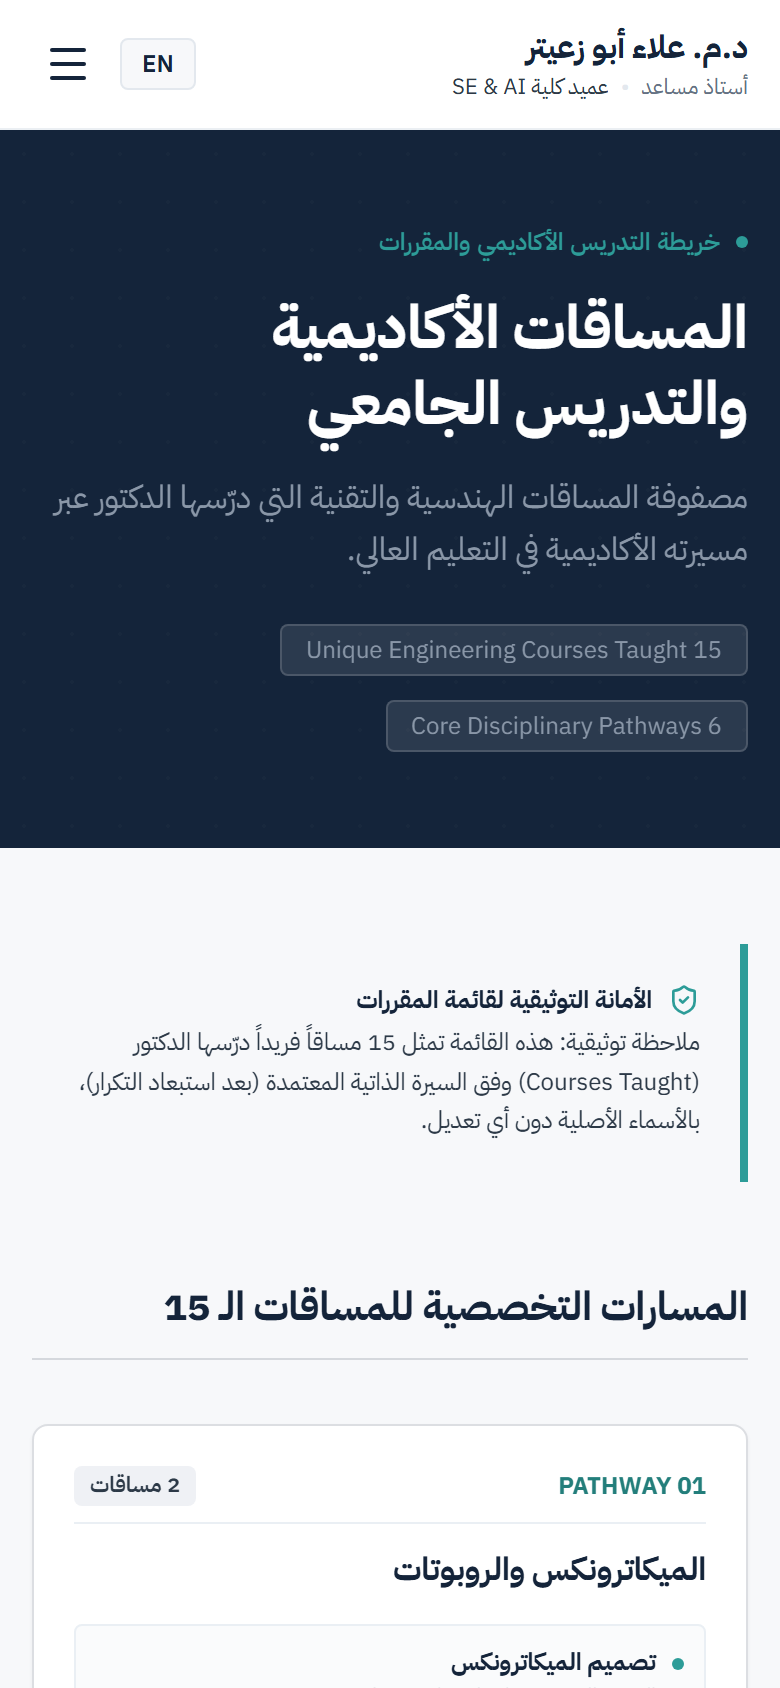 د.م. علاء أبو زعيتر
أستاذ مساعد • عميد كلية SE & AI
EN
خريطة التدريس الأكاديمي والمقررات
المساقات الأكاديمية
والتدريس الجامعي
مصفوفة المساقات الهندسية والتقنية التي درّسها الدكتور عبر
مسيرته الأكاديمية في التعليم العالي.
15 Unique Engineering Courses Taught
6 Core Disciplinary Pathways
الأمانة التوثيقية لقائمة المقررات
ملاحظة توثيقية: هذه القائمة تمثل 15 مساقاً فريداً درّسها الدكتور
(Courses Taught) وفق السيرة الذاتية المعتمدة (بعد استبعاد التكرار)،
بالأسماء الأصلية دون أي تعديل.
المسارات التخصصية للمساقات الـ 15
PATHWAY 01
2 مساقات
الميكاترونكس والروبوتات
تصميم الميكاترونكس